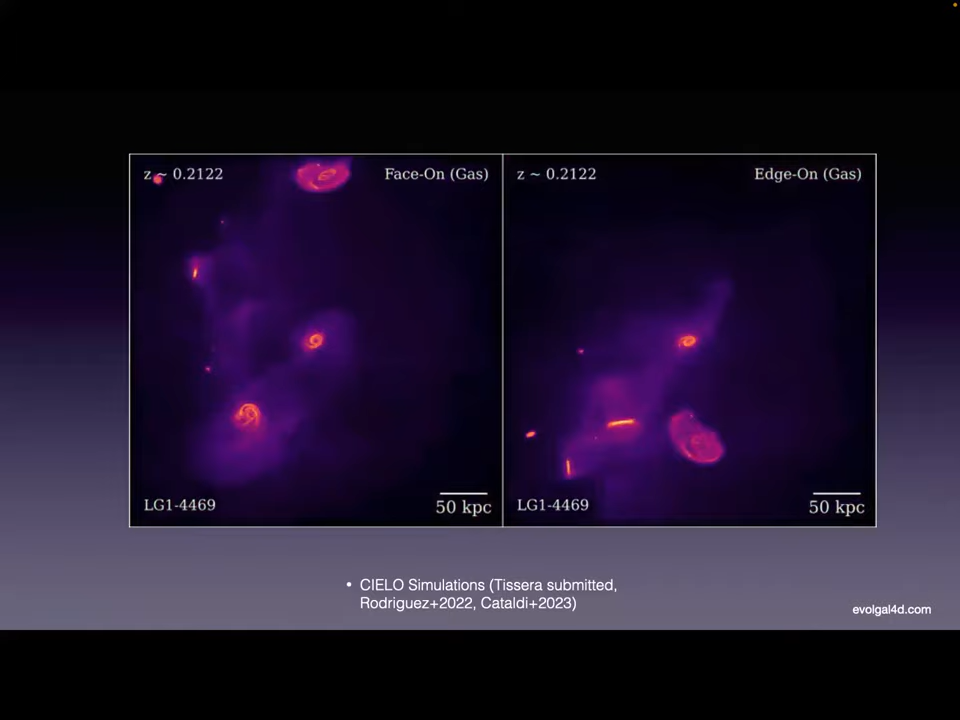 z ~ 0.2122
Face-On (Gas)
z ~ 0.2122
Edge-On (Gas)
LG1-4469
50 kpc
LG1-4469
50 kpc
• CIELO Simulations (Tissera submitted,
Rodriguez+2022, Cataldi+2023)
evolgal4d.com